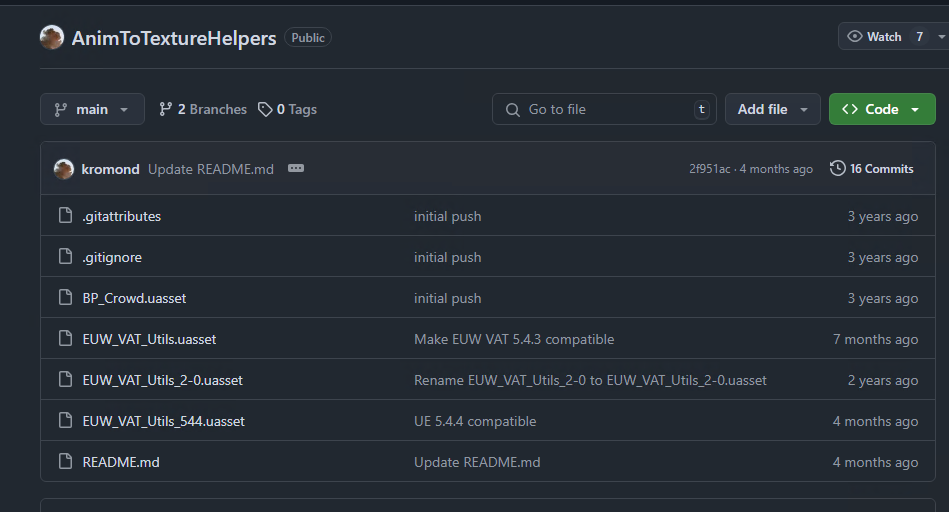 AnimToTextureHelpers Public Watch 7
main 2 Branches 0 Tags Go to file t Add file Code
kromond Update README.md 2f951ac · 4 months ago 16 Commits
.gitattributes initial push 3 years ago
.gitignore initial push 3 years ago
BP_Crowd.uasset initial push 3 years ago
EUW_VAT_Utils.uasset Make EUW VAT 5.4.3 compatible 7 months ago
EUW_VAT_Utils_2-0.uasset Rename EUW_VAT_Utils_2-0 to EUW_VAT_Utils_2-0.uasset 2 years ago
EUW_VAT_Utils_544.uasset UE 5.4.4 compatible 4 months ago
README.md Update README.md 4 months ago